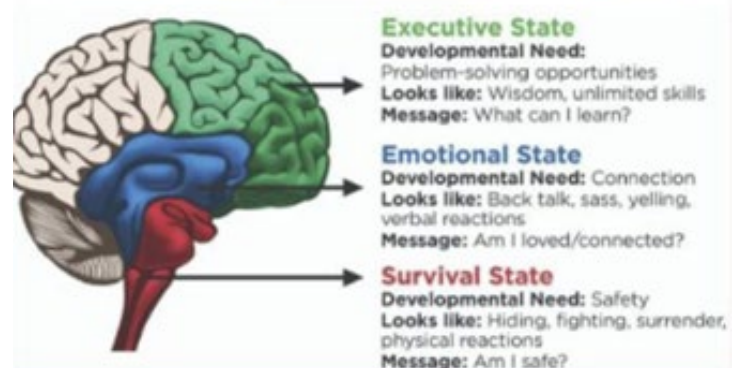 Executive State
Developmental Need:
Problem-solving opportunities
Looks like: Wisdom, unlimited skills
Message: What can I learn?
Emotional State
Developmental Need: Connection
Looks like: Back talk, sass, yelling,
verbal reactions
Message: Am I loved/connected?
Survival State
Developmental Need: Safety
Looks like: Hiding, fighting, surrender,
physical reactions
Message: Am I safe?